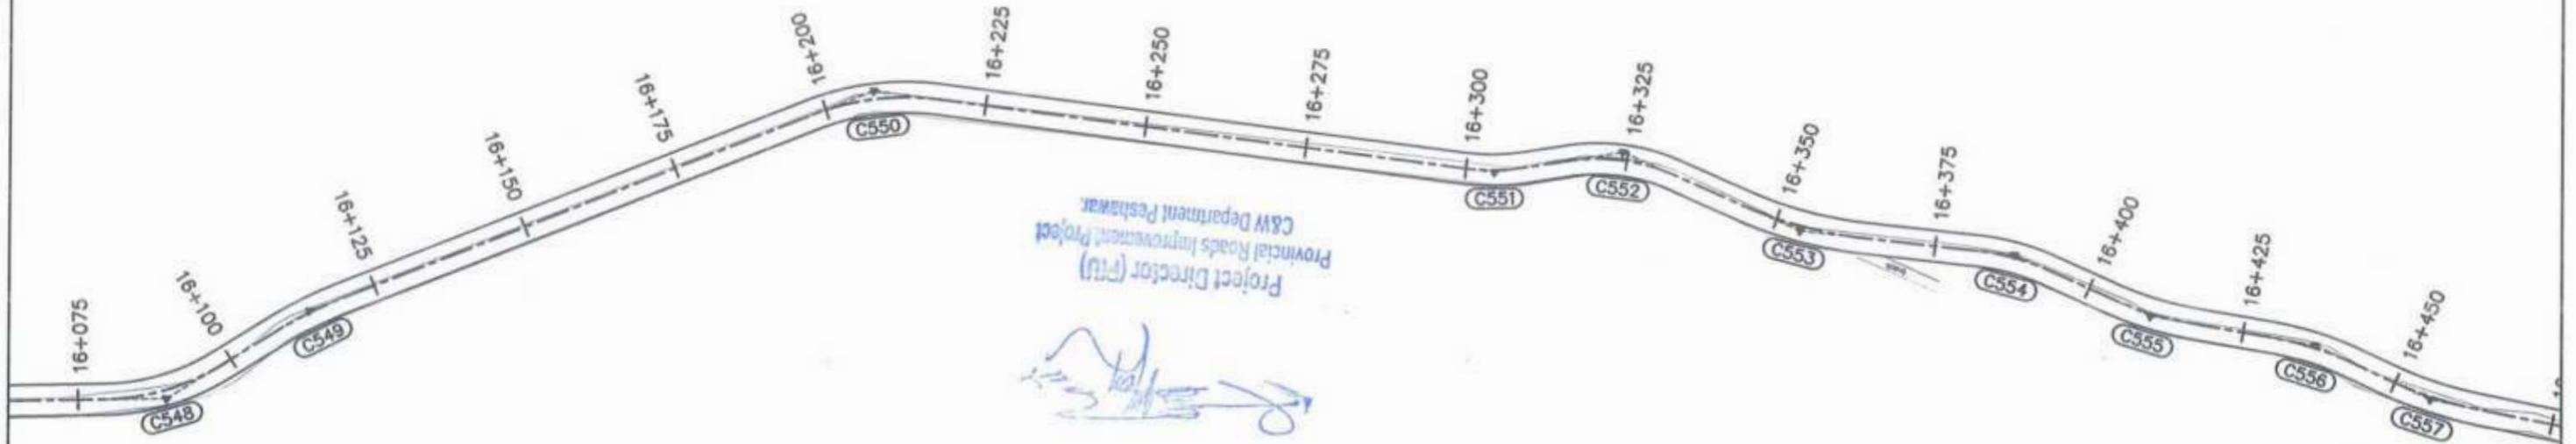 16+075
16+100
16+125
16+150
16+175
16+200
16+225
16+250
16+275
16+300
16+325
16+350
16+375
16+400
16+425
16+450
C548
C549
C550
C551
C552
C553
C554
C555
C556
C557
Project Director (PIU)
Provincial Roads Improvement Project
C&W Department Peshawar.